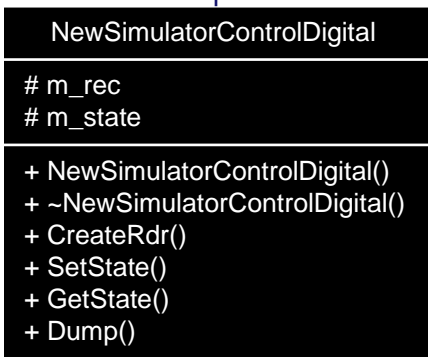 NewSimulatorControlDigital
# m_rec
# m_state
+ NewSimulatorControlDigital()
+ ~NewSimulatorControlDigital()
+ CreateRdr()
+ SetState()
+ GetState()
+ Dump()